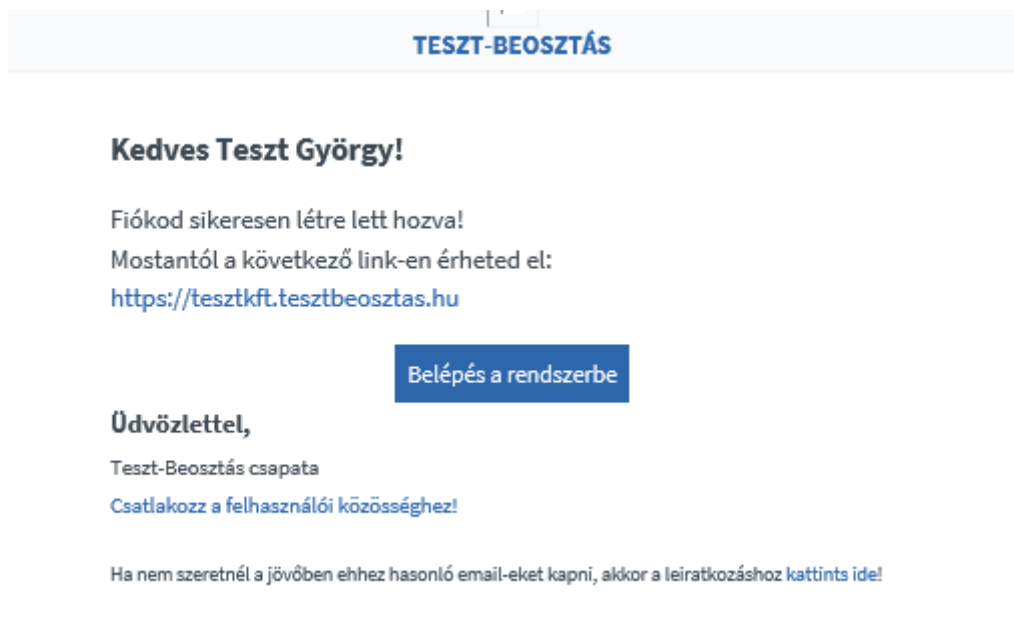 TESZT-BEOSZTÁS
Kedves Teszt György!
Fiókod sikeresen létre lett hozva!
Mostantól a következő link-en érheted el:
https://tesztkft.tesztbeosztas.hu
Belépés a rendszerbe
Üdvözlettel,
Teszt-Beosztás csapata
Csatlakozz a felhasználói közösséghez!
Ha nem szeretnél a jövőben ehhez hasonló email-eket kapni, akkor a leiratkozáshoz kattints ide!